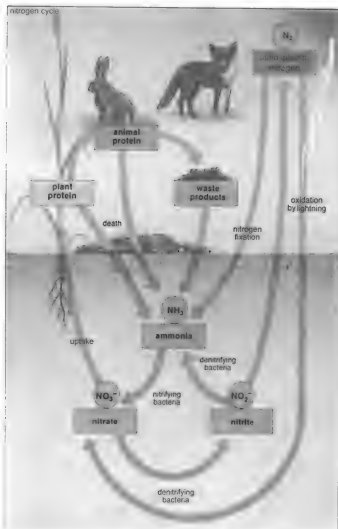 nitrogen cycle
N₂
atmospheric
nitrogen
animal
protein
plant
protein
waste
products
death
nitrogen
fixation
oxidation
by lightning
NH₃
ammonia
uptake
nitrifying
bacteria
denitrifying
bacteria
NO₃⁻
nitrate
NO₂⁻
nitrite
denitrifying
bacteria